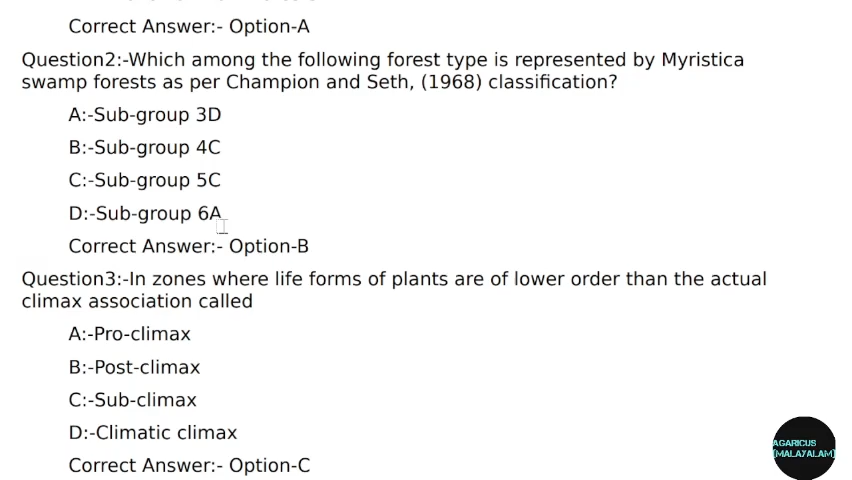 Correct Answer:- Option-A
Question2:-Which among the following forest type is represented by Myristica
swamp forests as per Champion and Seth, (1968) classification?
A:-Sub-group 3D
B:-Sub-group 4C
C:-Sub-group 5C
D:-Sub-group 6A
Correct Answer:- Option-B
Question3:-In zones where life forms of plants are of lower order than the actual
climax association called
A:-Pro-climax
B:-Post-climax
C:-Sub-climax
D:-Climatic climax
Correct Answer:- Option-C
AGARICUS
[MALAYALAM]